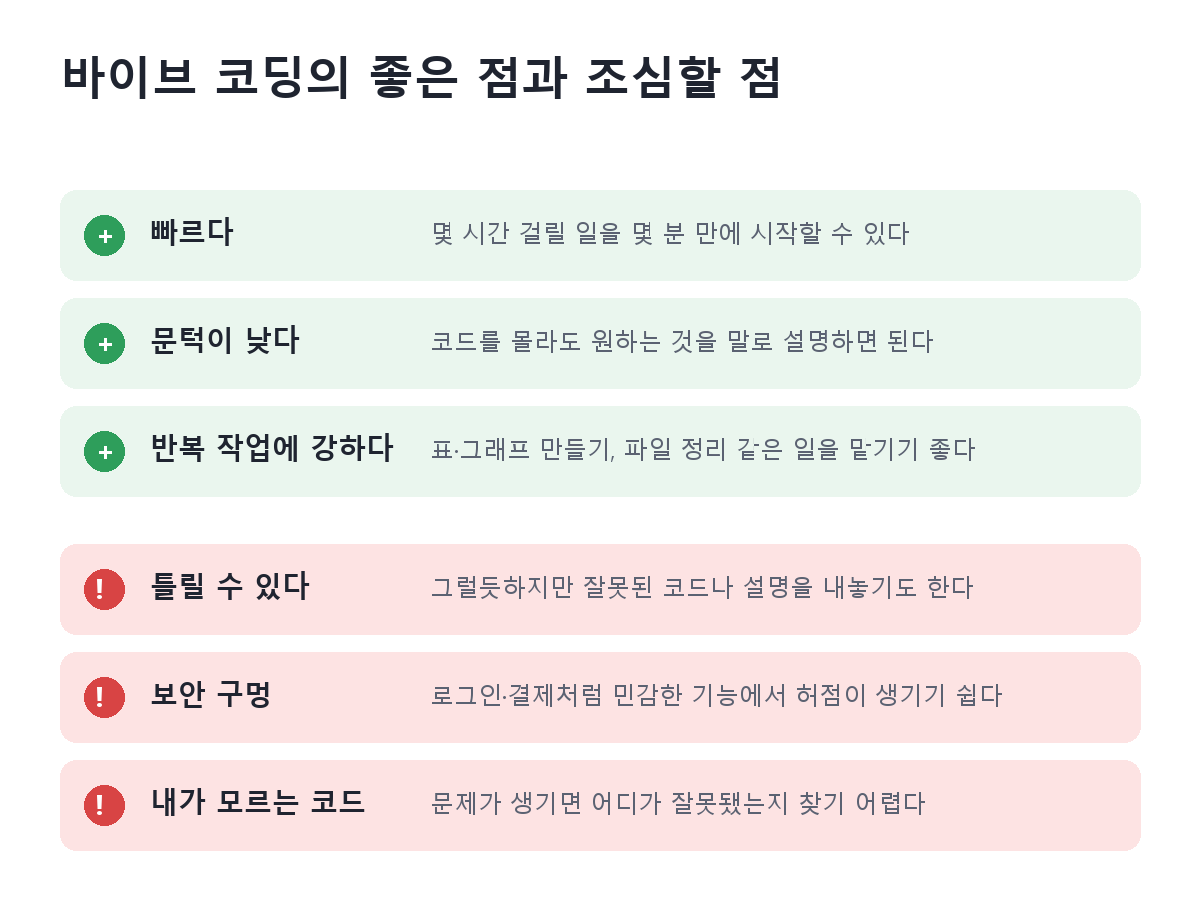 바이브 코딩의 좋은 점과 조심할 점
+ 빠르다 몇 시간 걸릴 일을 몇 분 만에 시작할 수 있다
+ 문턱이 낮다 코드를 몰라도 원하는 것을 말로 설명하면 된다
+ 반복 작업에 강하다 표·그래프 만들기, 파일 정리 같은 일을 맡기기 좋다
! 틀릴 수 있다 그럴듯하지만 잘못된 코드나 설명을 내놓기도 한다
! 보안 구멍 로그인·결제처럼 민감한 기능에서 허점이 생기기 쉽다
! 내가 모르는 코드 문제가 생기면 어디가 잘못됐는지 찾기 어렵다